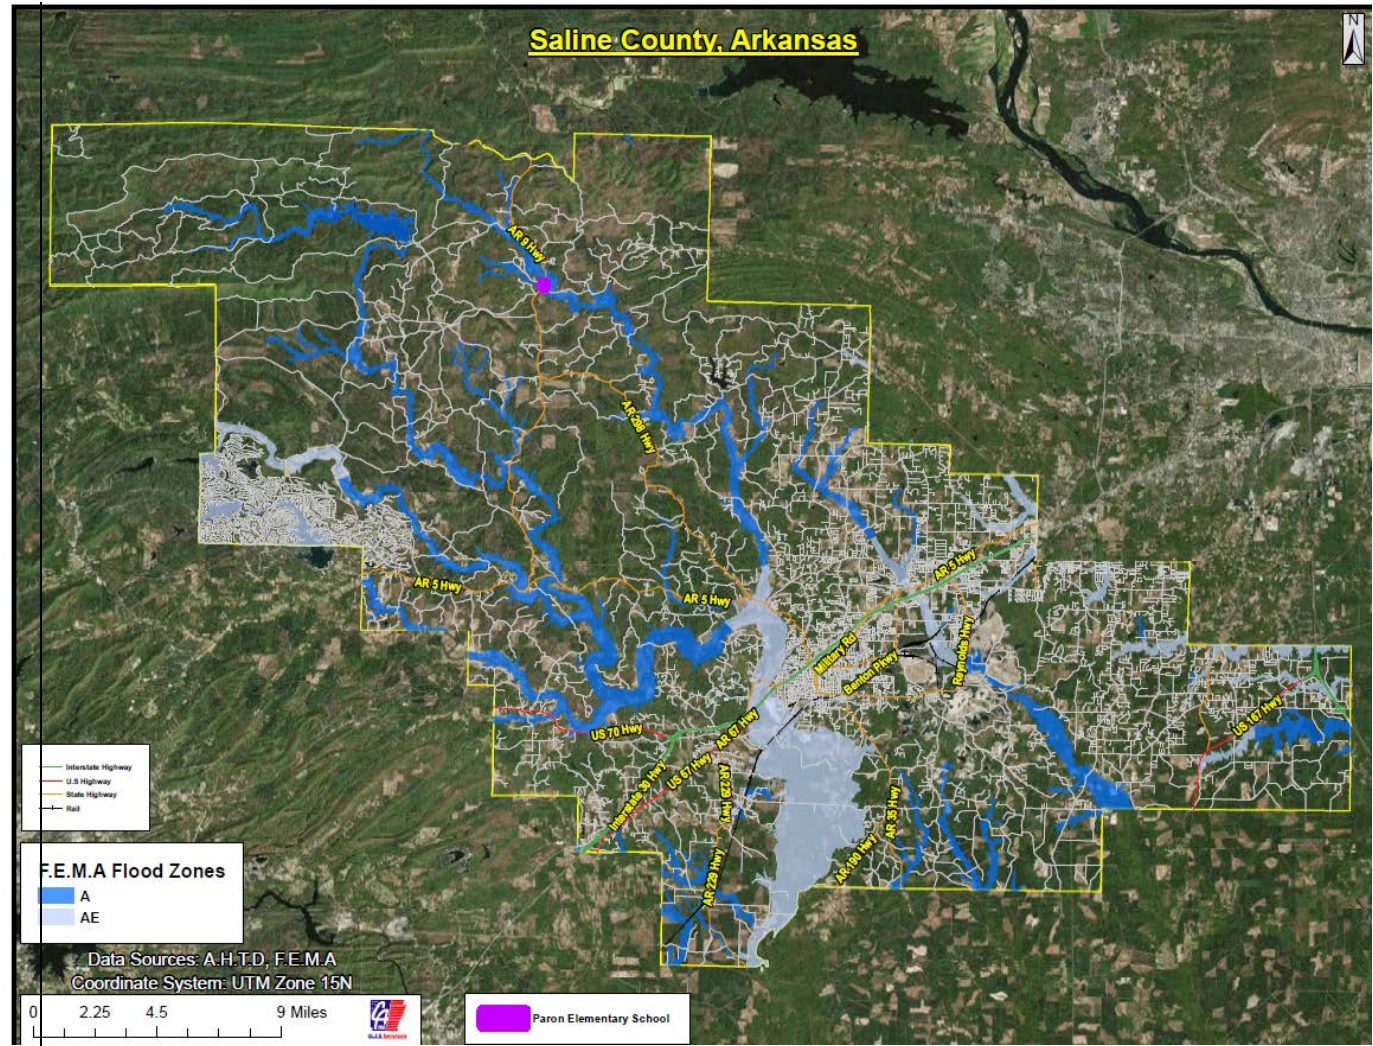 Saline County, Arkansas
N
AR 9 Hwy
AR 298 Hwy
AR 5 Hwy
AR 5 Hwy
AR 5 Hwy
Military Rd
Benton Pkwy
Reynolds Hwy
US 167 Hwy
US 70 Hwy
AR 67 Hwy
US 67 Hwy
Interstate 30 Hwy
AR 229 Hwy
AR 35 Hwy
AR 190 Hwy
AR 229 Hwy
Interstate Highway
U.S Highway
State Highway
Rail
F.E.M.A Flood Zones
A
AE
Data Sources: A.H.T.D, F.E.M.A
Coordinate System: UTM Zone 15N
0 2.25 4.5 9 Miles
G.I.S Services
Paron Elementary School